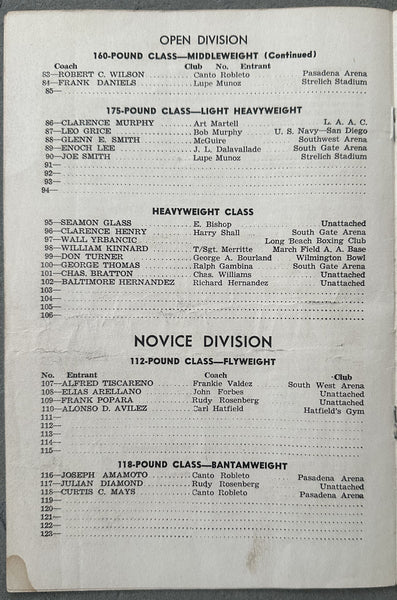 OPEN DIVISION
160-POUND CLASS—MIDDLEWEIGHT (Continued)
Coach Club No. Entrant
83—ROBERT C. WILSON Canto Robleto Pasadena Arena
84—FRANK DANIELS Lupe Munoz Strelich Stadium
85—
175-POUND CLASS—LIGHT HEAVYWEIGHT
86—CLARENCE MURPHY Art Martell L. A. A. C.
87—LEO GRICE Bob Murphy U. S. Navy—San Diego
88—GLENN E. SMITH McGuire Southwest Arena
89—ENOCH LEE J. L. Dalavallade South Gate Arena
90—JOE SMITH Lupe Munoz Strelich Stadium
91—
92—
93—
94—
HEAVYWEIGHT CLASS
95—SEAMON GLASS E. Bishop Unattached
96—CLARENCE HENRY Harry Shall South Gate Arena
97—WALL YRBANCIC Long Beach Boxing Club
98—WILLIAM KINNARD T/Sgt. Merritte March Field A. A. Base
99—DON TURNER George A. Bourland Wilmington Bowl
100—GEORGE THOMAS Ralph Gambina South Gate Arena
101—CHAS. BRATTON Chas. Williams Unattached
102—BALTIMORE HERNANDEZ Richard Hernandez Unattached
103—
104—
105—
106—
NOVICE DIVISION
112-POUND CLASS—FLYWEIGHT
No. Entrant Coach Club
107—ALFRED TISCARENO Frankie Valdez South West Arena
108—ELIAS ARELLANO John Forbes Unattached
109—FRANK POPARA Rudy Rosenberg Unattached
110—ALONSO D. AVILEZ Carl Hatfield Hatfield's Gym
111—
112—
113—
114—
115—
118-POUND CLASS—BANTAMWEIGHT
116—JOSEPH AMAMOTO Canto Robleto Pasadena Arena
117—JULIAN DIAMOND Rudy Rosenberg Unattached
118—CURTIS C. MAYS Canto Robleto Pasadena Arena
119—
120—
121—
122—
123—